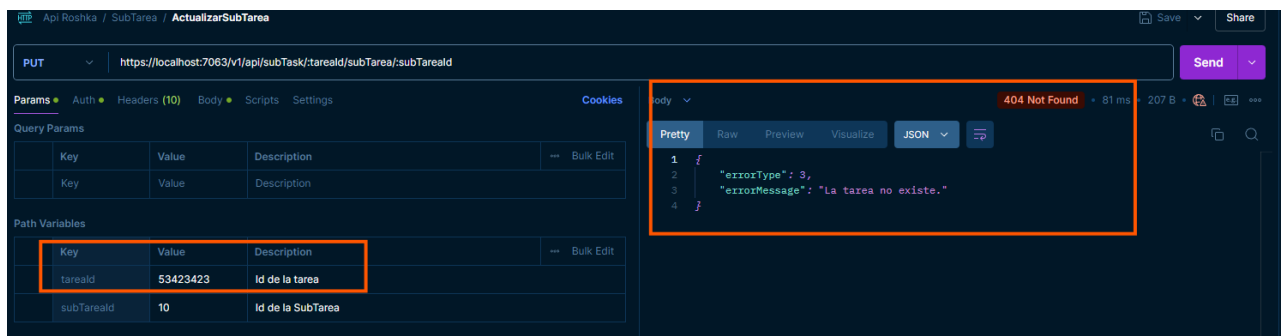 HTTP Api Roshka / SubTarea / ActualizarSubTarea
Save
Share
PUT
https://localhost:7063/v1/api/subTask/:tareaId/subTarea/:subTareaId
Send
Params Auth Headers (10) Body Scripts Settings
Cookies
Query Params
Key Value Description Bulk Edit
Key Value Description
Path Variables
Key Value Description Bulk Edit
tareaId 53423423 Id de la tarea
subTareaId 10 Id de la SubTarea
Body
404 Not Found • 81 ms • 207 B
Pretty Raw Preview Visualize JSON
1 {
2 "errorType": 3,
3 "errorMessage": "La tarea no existe."
4 }